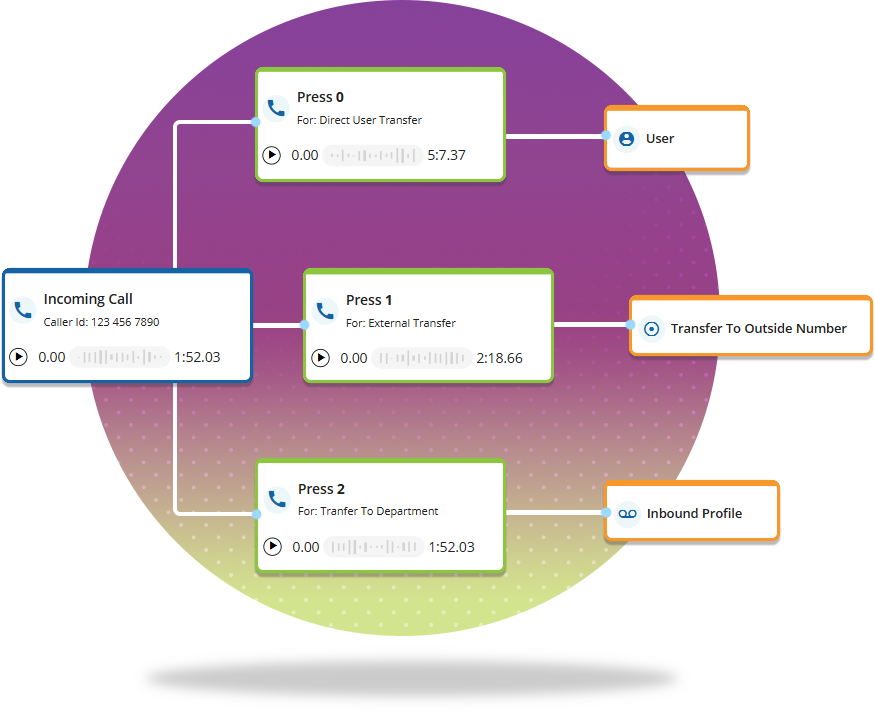 Press 0
For: Direct User Transfer
0.00 5:7.37
User
Incoming Call
Caller Id: 123 456 7890
0.00 1:52.03
Press 1
For: External Transfer
0.00 2:18.66
Transfer To Outside Number
Press 2
For: Tranfer To Department
0.00 1:52.03
Inbound Profile